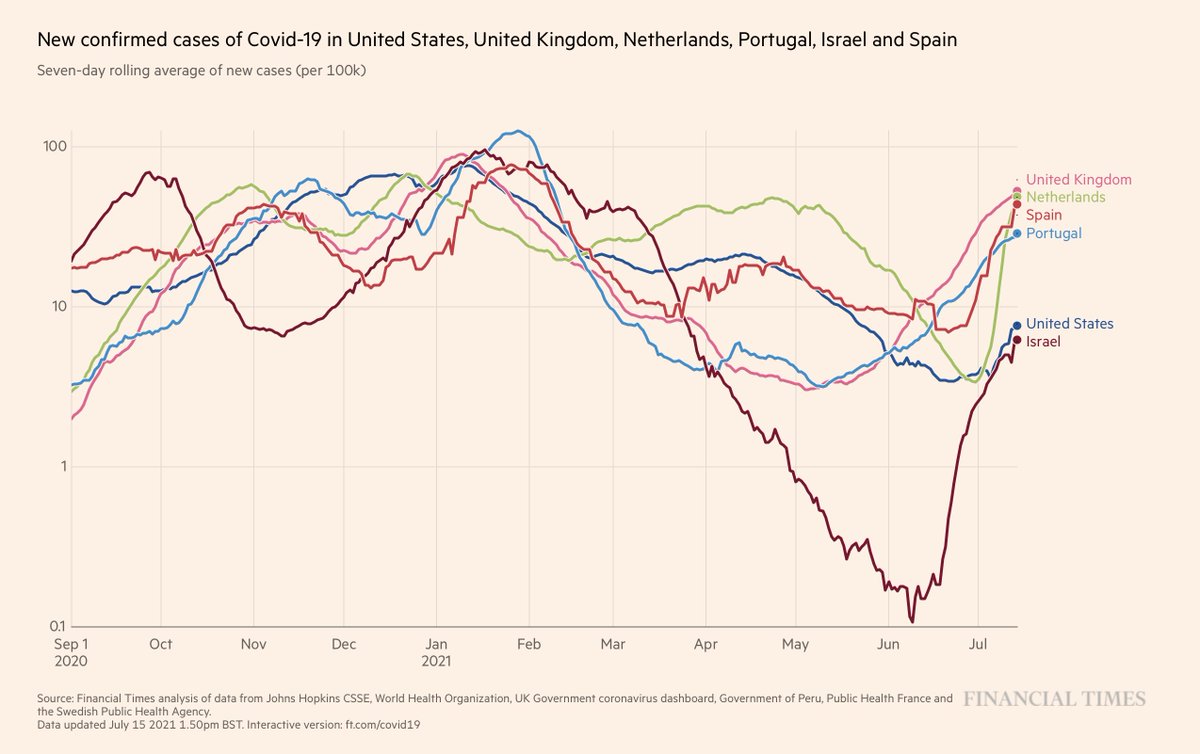 New confirmed cases of Covid-19 in United States, United Kingdom, Netherlands, Portugal, Israel and Spain
Seven-day rolling average of new cases (per 100k)
100
10
1
0.1
United Kingdom
Netherlands
Spain
Portugal
United States
Israel
Sep 1 Oct Nov Dec Jan Feb Mar Apr May Jun Jul
2020 2021
Source: Financial Times analysis of data from Johns Hopkins CSSE, World Health Organization, UK Government coronavirus dashboard, Government of Peru, Public Health France and
the Swedish Public Health Agency.
Data updated July 15 2021 1.50pm BST. Interactive version: ft.com/covid19
FINANCIAL TIMES